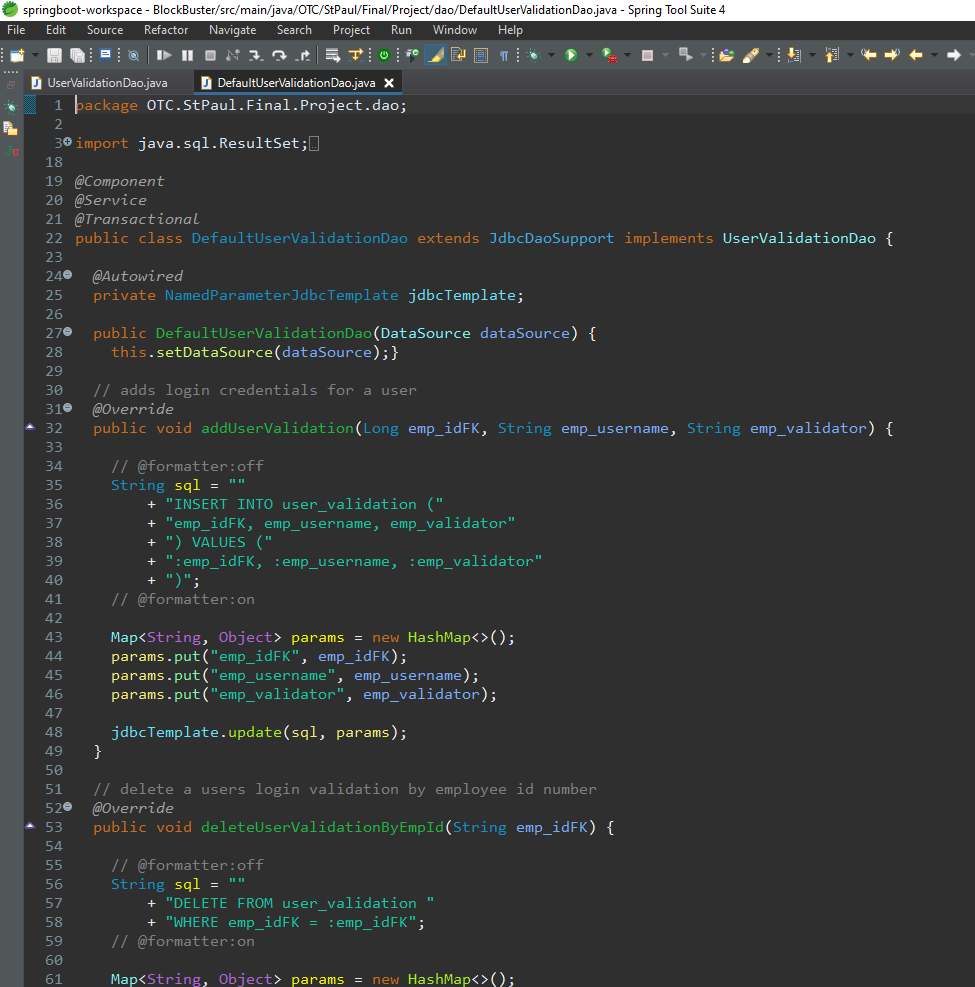 springboot-workspace - BlockBuster/src/main/java/OTC/StPaul/Final/Project/dao/DefaultUserValidationDao.java - Spring Tool Suite 4
File Edit Source Refactor Navigate Search Project Run Window Help
UserValidationDao.java DefaultUserValidationDao.java
1 package OTC.StPaul.Final.Project.dao;
2
3 import java.sql.ResultSet;
18
19 @Component
20 @Service
21 @Transactional
22 public class DefaultUserValidationDao extends JdbcDaoSupport implements UserValidationDao {
23
24 @Autowired
25 private NamedParameterJdbcTemplate jdbcTemplate;
26
27 public DefaultUserValidationDao(DataSource dataSource) {
28 this.setDataSource(dataSource);}
29
30 // adds login credentials for a user
31 @Override
32 public void addUserValidation(Long emp_idFK, String emp_username, String emp_validator) {
33
34 // @formatter:off
35 String sql = ""
36 + "INSERT INTO user_validation ("
37 + "emp_idFK, emp_username, emp_validator"
38 + ") VALUES ("
39 + ":emp_idFK, :emp_username, :emp_validator"
40 + ")";
41 // @formatter:on
42
43 Map<String, Object> params = new HashMap<>();
44 params.put("emp_idFK", emp_idFK);
45 params.put("emp_username", emp_username);
46 params.put("emp_validator", emp_validator);
47
48 jdbcTemplate.update(sql, params);
49 }
50
51 // delete a users login validation by employee id number
52 @Override
53 public void deleteUserValidationByEmpId(String emp_idFK) {
54
55 // @formatter:off
56 String sql = ""
57 + "DELETE FROM user_validation "
58 + "WHERE emp_idFK = :emp_idFK";
59 // @formatter:on
60
61 Map<String, Object> params = new HashMap<>();